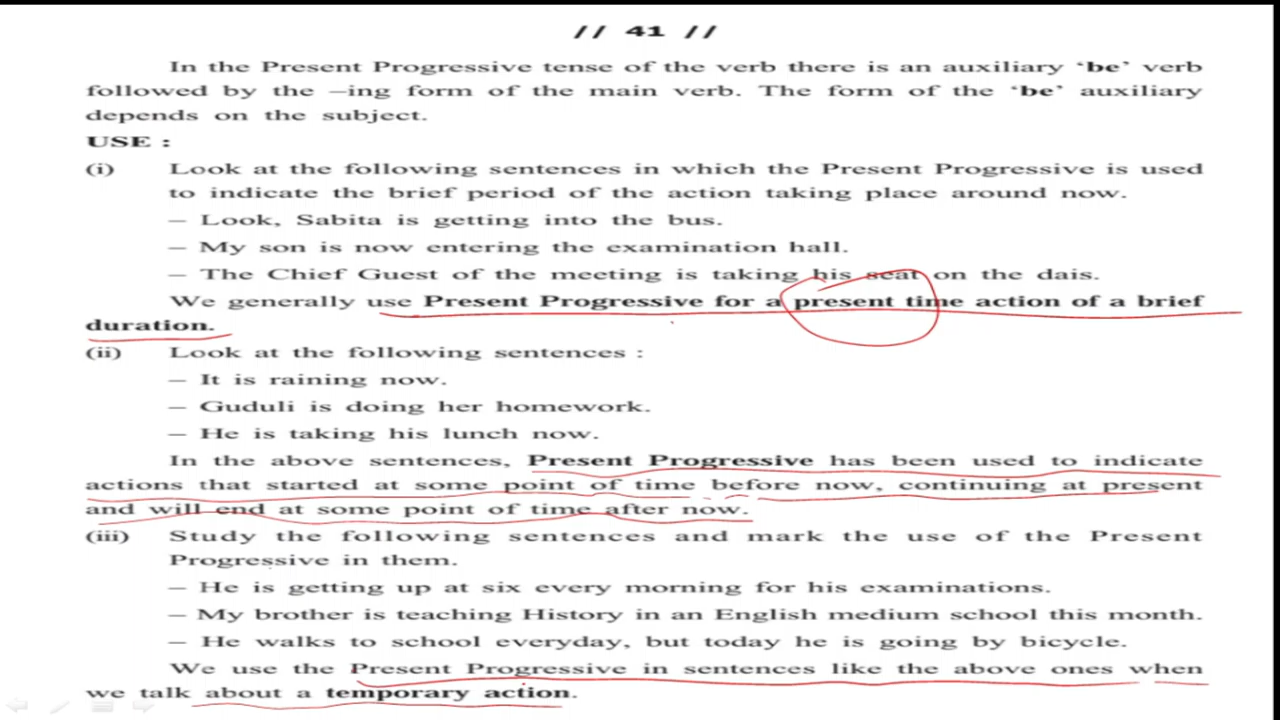 // 41 //
In the Present Progressive tense of the verb there is an auxiliary ‘be’ verb
followed by the –ing form of the main verb. The form of the ‘be’ auxiliary
depends on the subject.
USE :
(i) Look at the following sentences in which the Present Progressive is used
to indicate the brief period of the action taking place around now.
– Look, Sabita is getting into the bus.
– My son is now entering the examination hall.
– The Chief Guest of the meeting is taking his seat on the dais.
We generally use Present Progressive for a present time action of a brief
duration.
(ii) Look at the following sentences :
– It is raining now.
– Guduli is doing her homework.
– He is taking his lunch now.
In the above sentences, Present Progressive has been used to indicate
actions that started at some point of time before now, continuing at present
and will end at some point of time after now.
(iii) Study the following sentences and mark the use of the Present
Progressive in them.
– He is getting up at six every morning for his examinations.
– My brother is teaching History in an English medium school this month.
– He walks to school everyday, but today he is going by bicycle.
We use the Present Progressive in sentences like the above ones when
we talk about a temporary action.